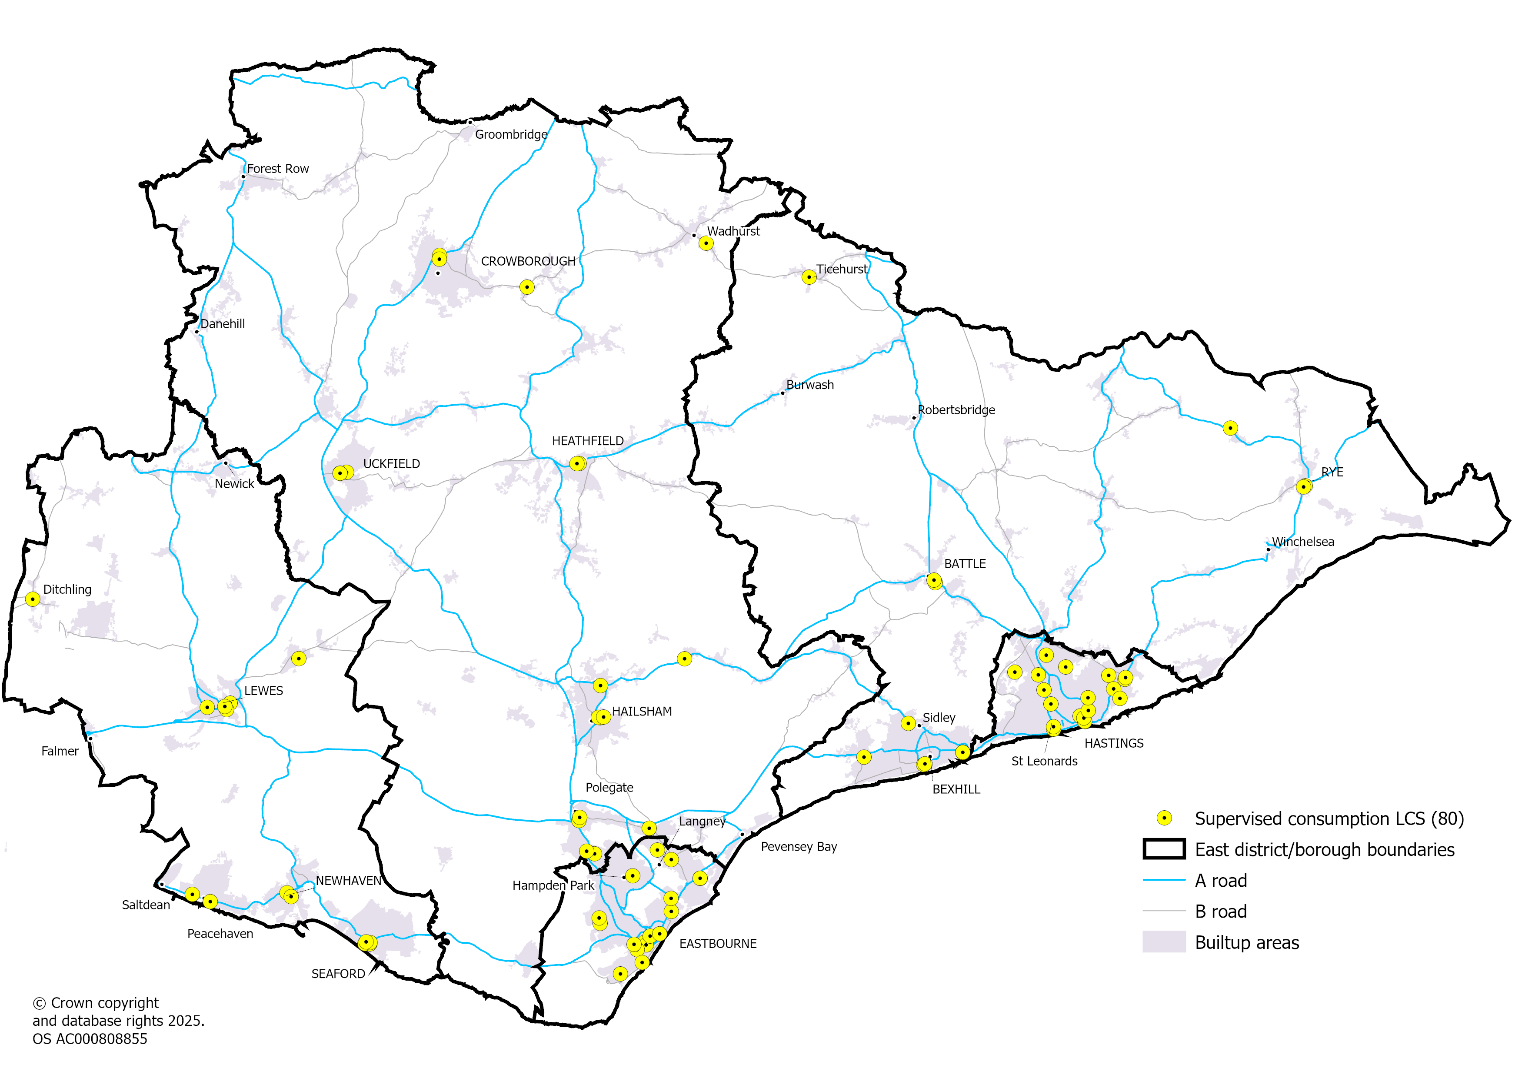 Groombridge
Forest Row
Wadhurst
CROWBOROUGH
Ticehurst
Danehill
Burwash
Robertsbridge
HEATHFIELD
UCKFIELD
RYE
Newick
Winchelsea
BATTLE
Ditchling
LEWES
HAILSHAM
Sidley
Falmer
HASTINGS
St Leonards
Polegate
BEXHILL
Langney
Pevensey Bay
NEWHAVEN
Hampden Park
Saltdean
Peacehaven
EASTBOURNE
SEAFORD
Supervised consumption LCS (80)
East district/borough boundaries
A road
B road
Builtup areas
© Crown copyright
and database rights 2025.
OS AC000808855